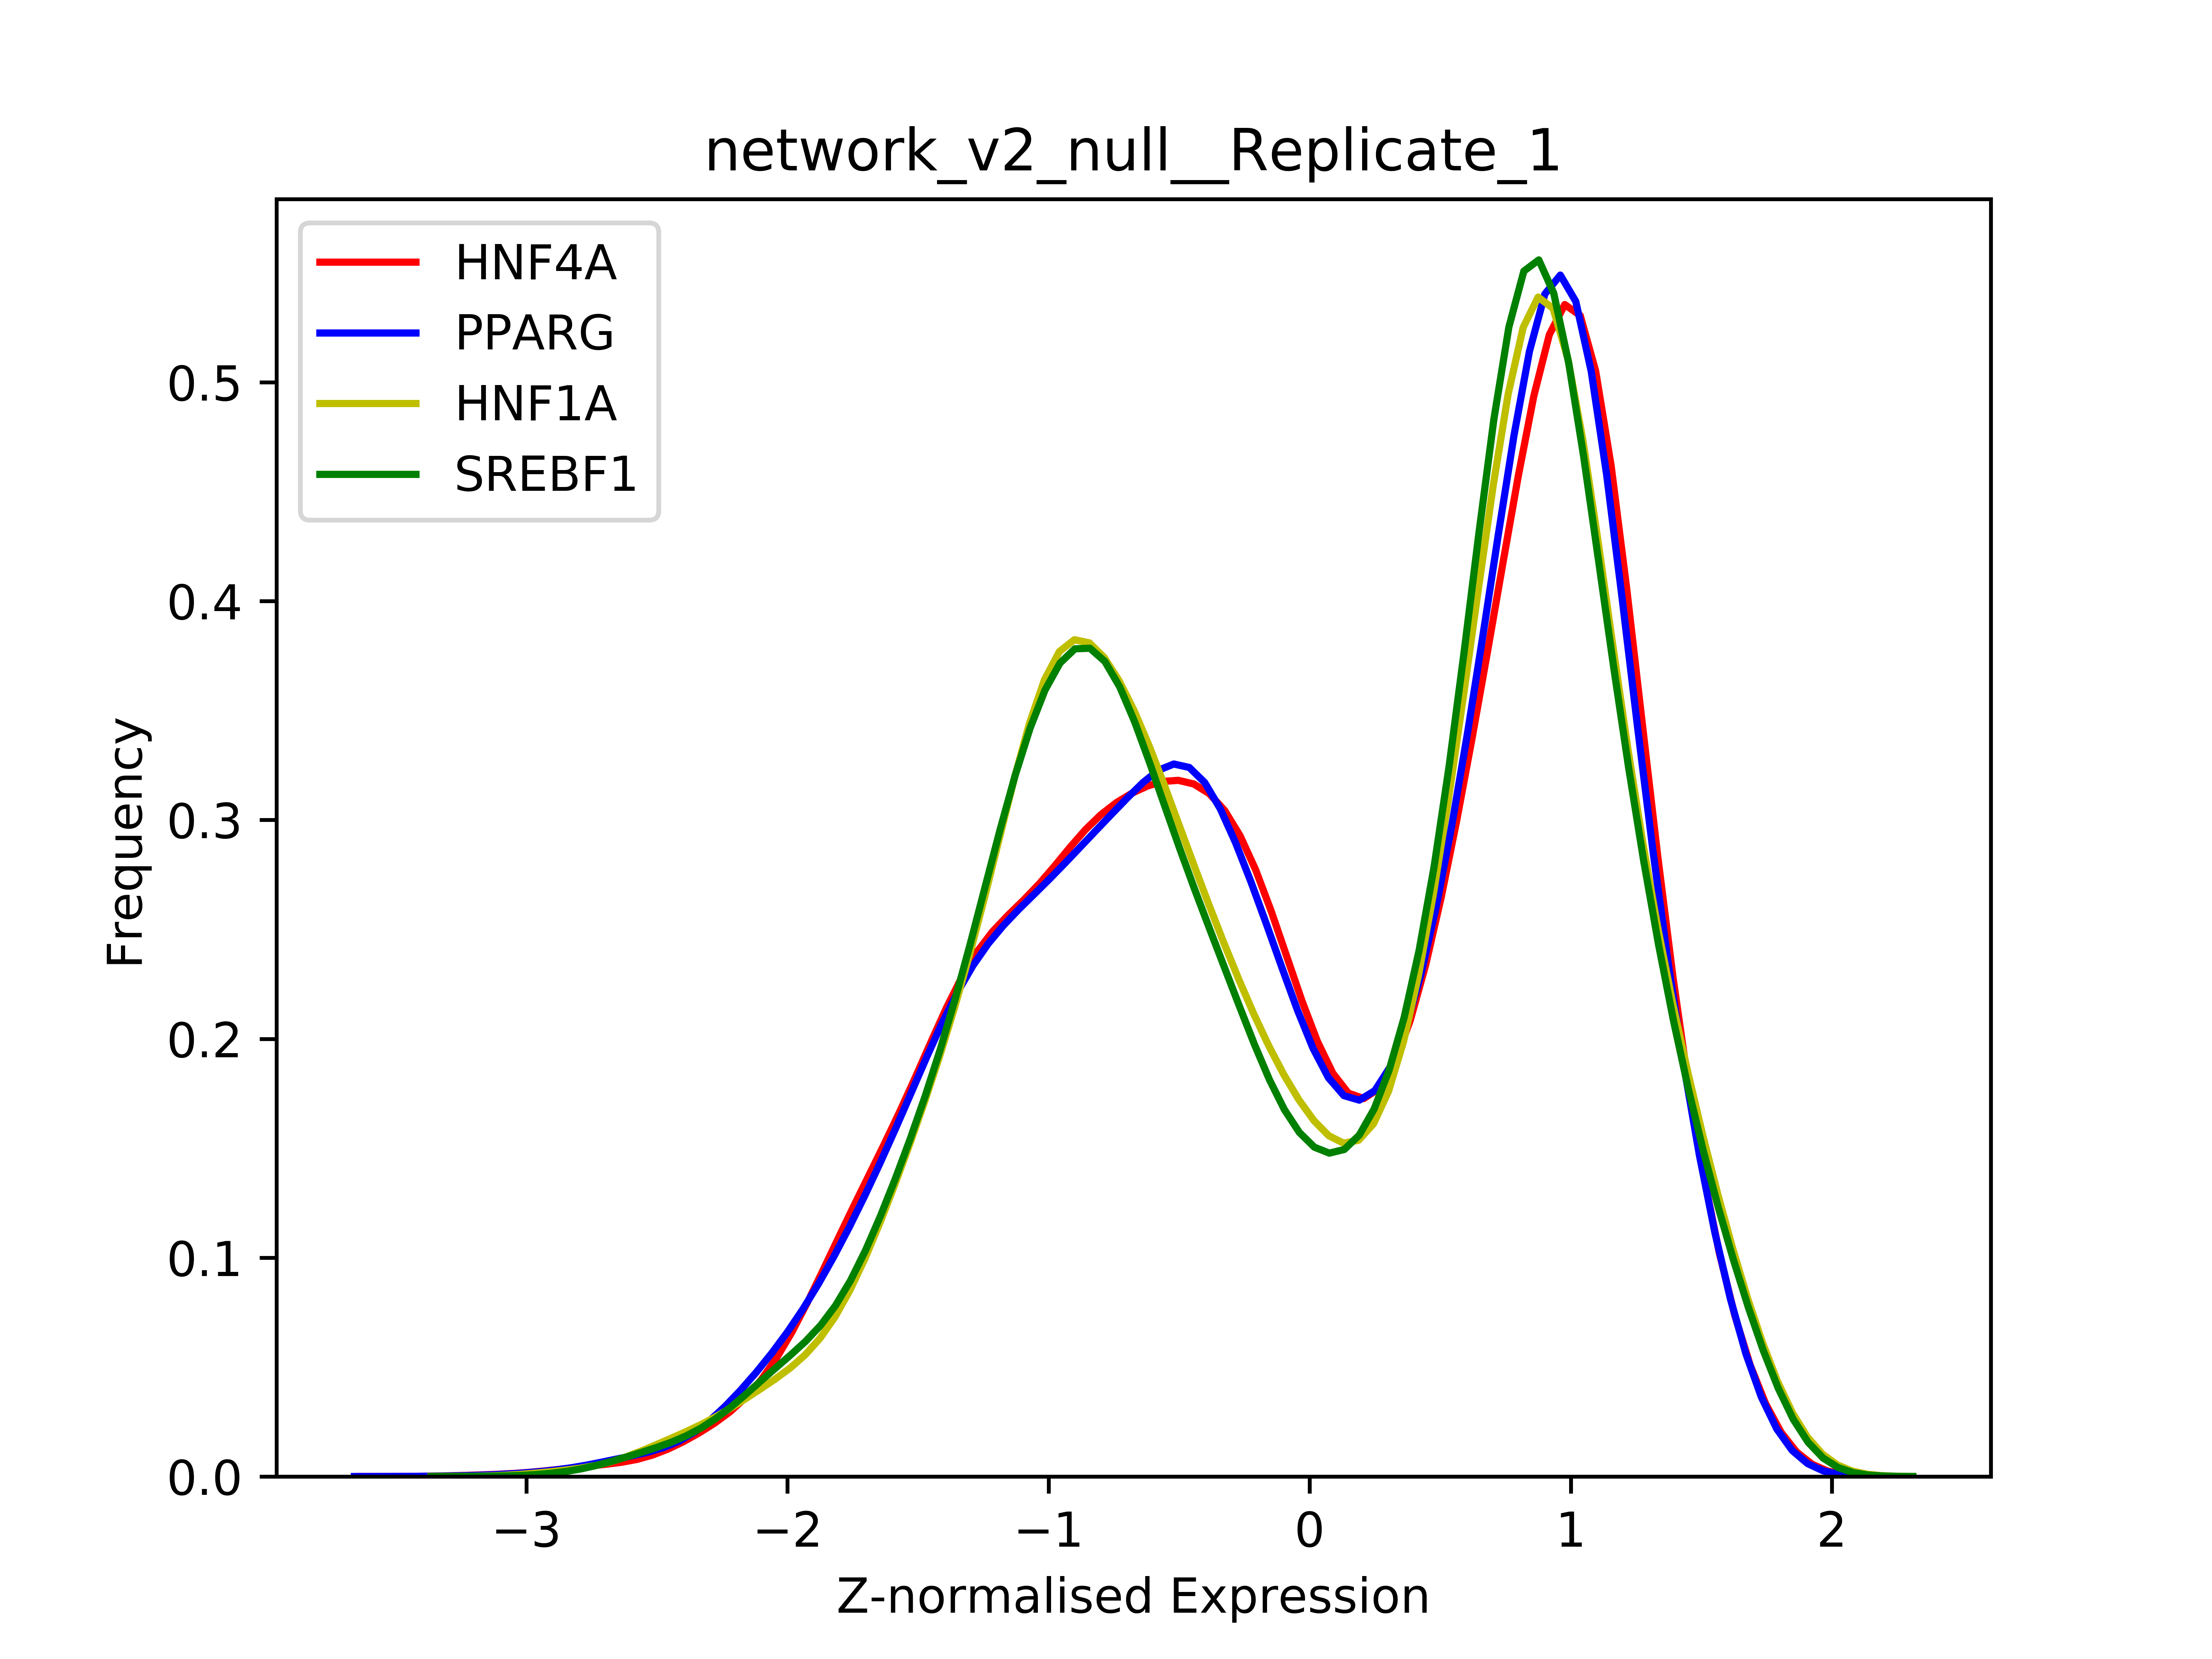 network_v2_null__Replicate_1
HNF4A
PPARG
HNF1A
SREBF1
Frequency
0.5
0.4
0.3
0.2
0.1
0.0
−3 −2 −1 0 1 2
Z-normalised Expression